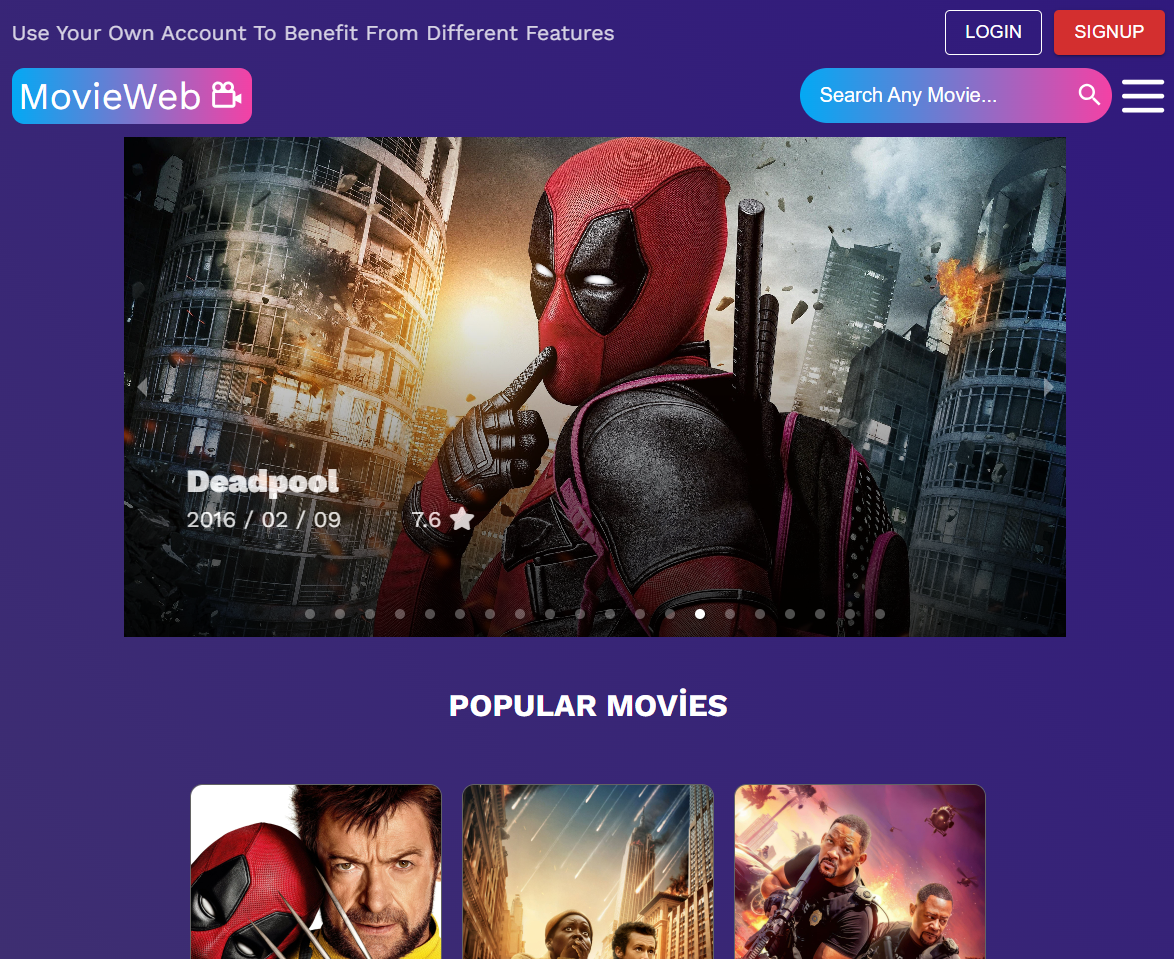 Use Your Own Account To Benefit From Different Features
LOGIN
SIGNUP
MovieWeb
Search Any Movie...
Deadpool
2016 / 02 / 09
7.6
POPULAR MOVİES